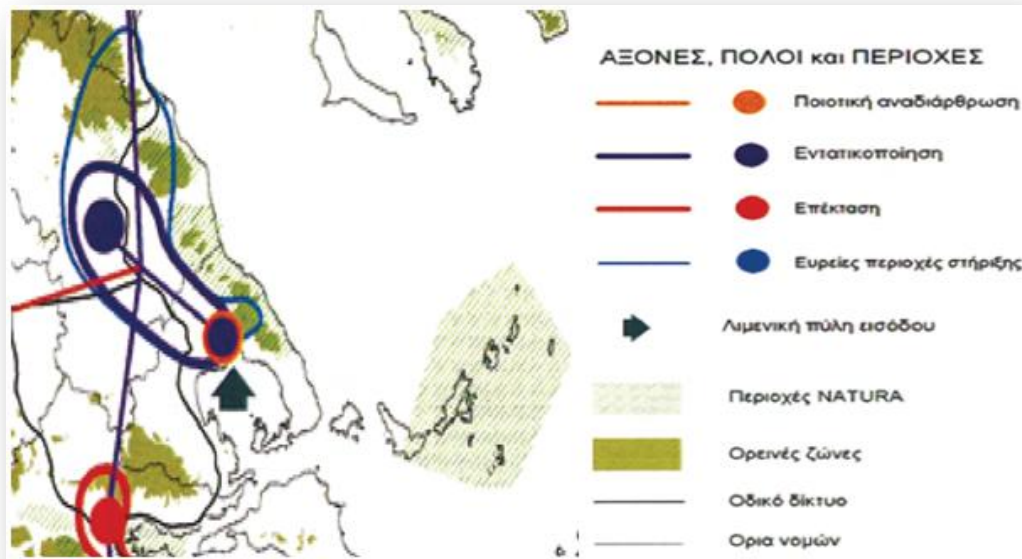 ΑΞΟΝΕΣ, ΠΟΛΟΙ και ΠΕΡΙΟΧΕΣ
Ποιοτική αναδιάρθρωση
Εντατικοποίηση
Επέκταση
Ευρείες περιοχές στήριξης
Λιμενική πύλη εισόδου
Περιοχές NATURA
Ορεινές ζώνες
Οδικό δίκτυο
Ορια νομών